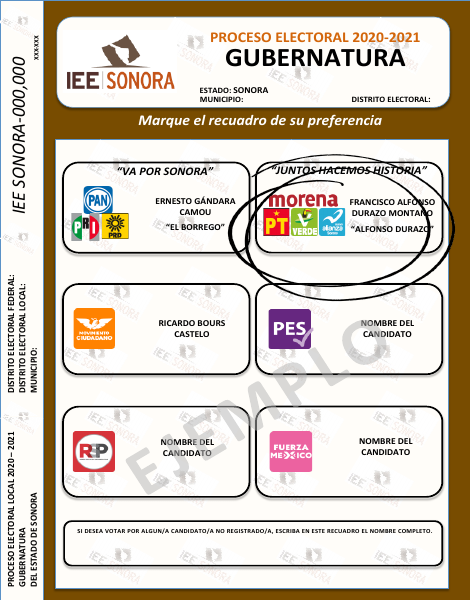 XXX-XXX
IEE SONORA-000,000
DISTRITO ELECTORAL FEDERAL:
DISTRITO ELECTORAL LOCAL:
MUNICIPIO:
PROCESO ELECTORAL LOCAL 2020 – 2021
GUBERNATURA
DEL ESTADO DE SONORA
IEE SONORA
PROCESO ELECTORAL 2020-2021
GUBERNATURA
ESTADO: SONORA
MUNICIPIO:
DISTRITO ELECTORAL:
Marque el recuadro de su preferencia
“VA POR SONORA”
PAN
PRI
PRD
ERNESTO GÁNDARA
CAMOU
“EL BORREGO”
“JUNTOS HACEMOS HISTORIA”
morena
PT
VERDE
alianza
FRANCISCO ALFONSO
DURAZO MONTAÑO
“ALFONSO DURAZO”
MOVIMIENTO
CIUDADANO
RICARDO BOURS
CASTELO
PES
NOMBRE DEL
CANDIDATO
RSP
NOMBRE DEL
CANDIDATO
FUERZA
MEXICO
NOMBRE DEL
CANDIDATO
EJEMPLO
SI DESEA VOTAR POR ALGUN/A CANDIDATO/A NO REGISTRADO/A, ESCRIBA EN ESTE RECUADRO EL NOMBRE COMPLETO.